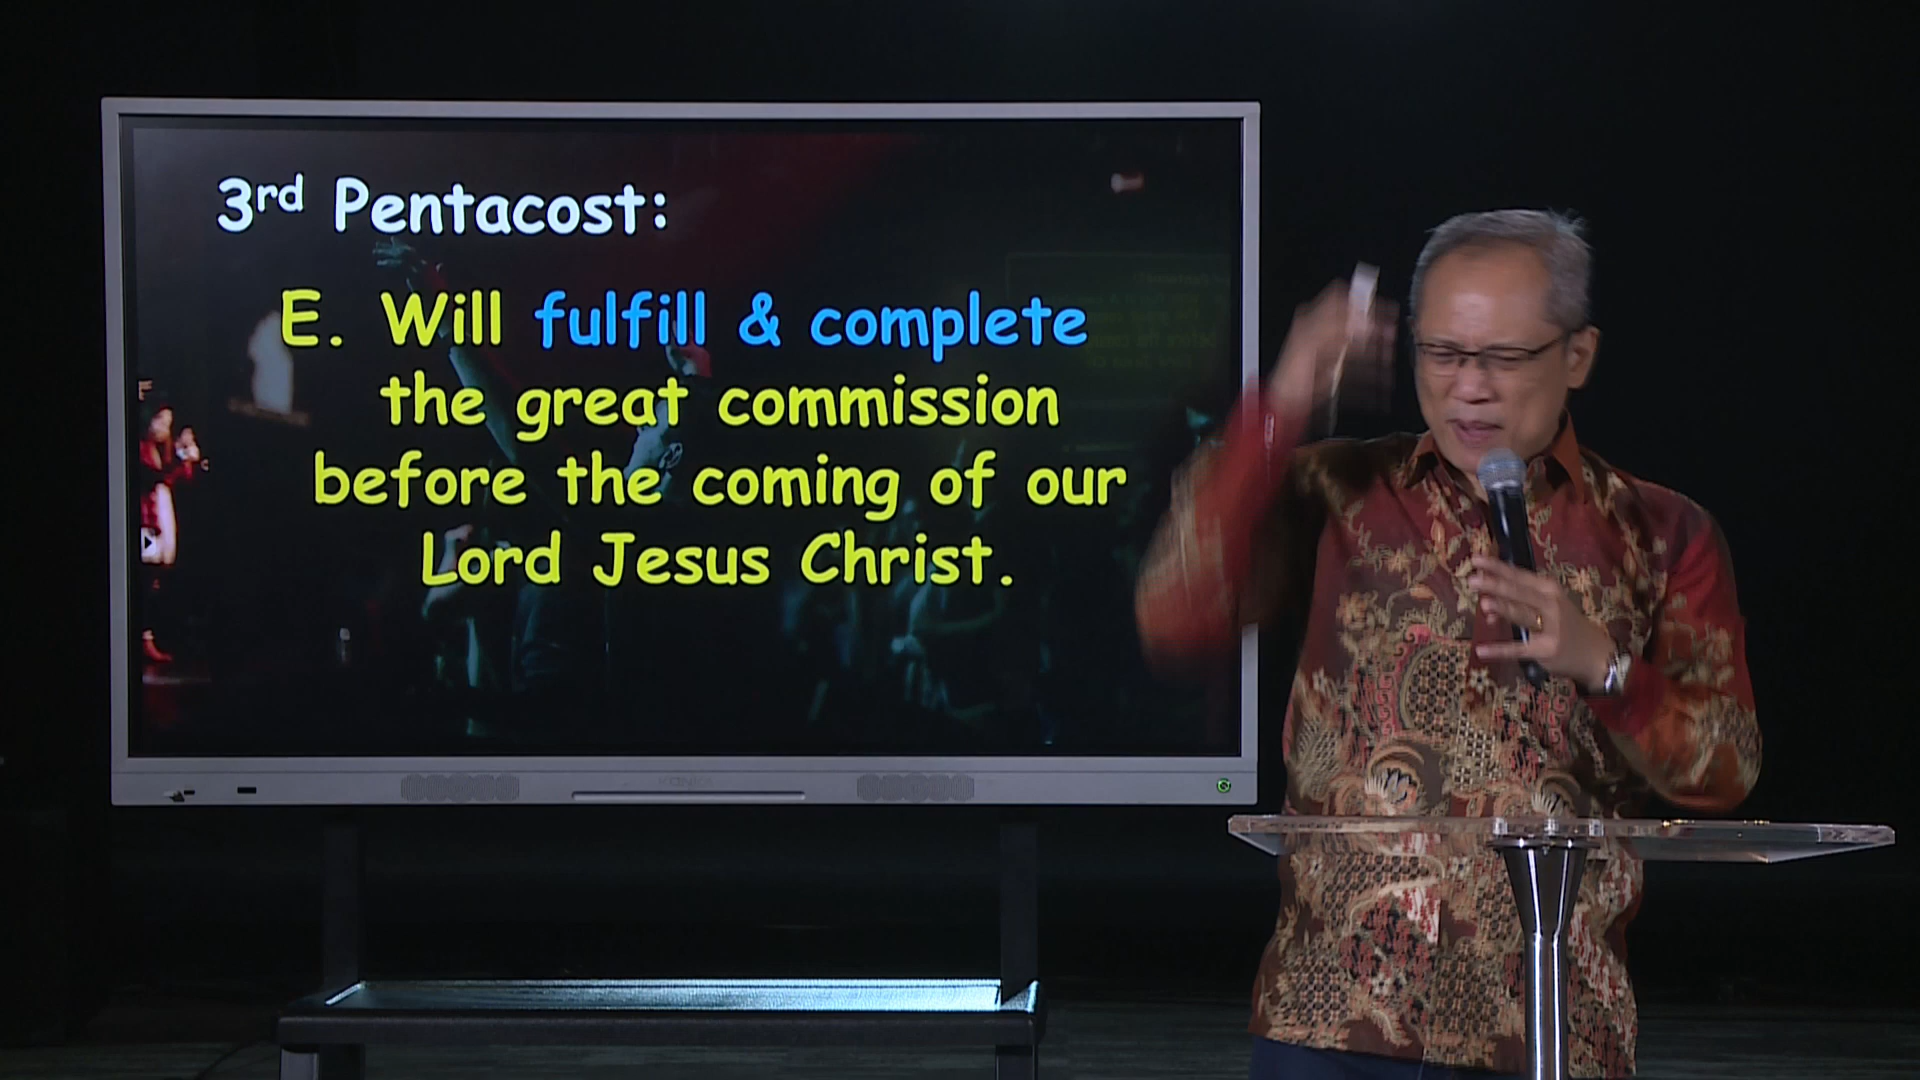 3rd Pentacost:
E. Will fulfill & complete
the great commission
before the coming of our
Lord Jesus Christ.